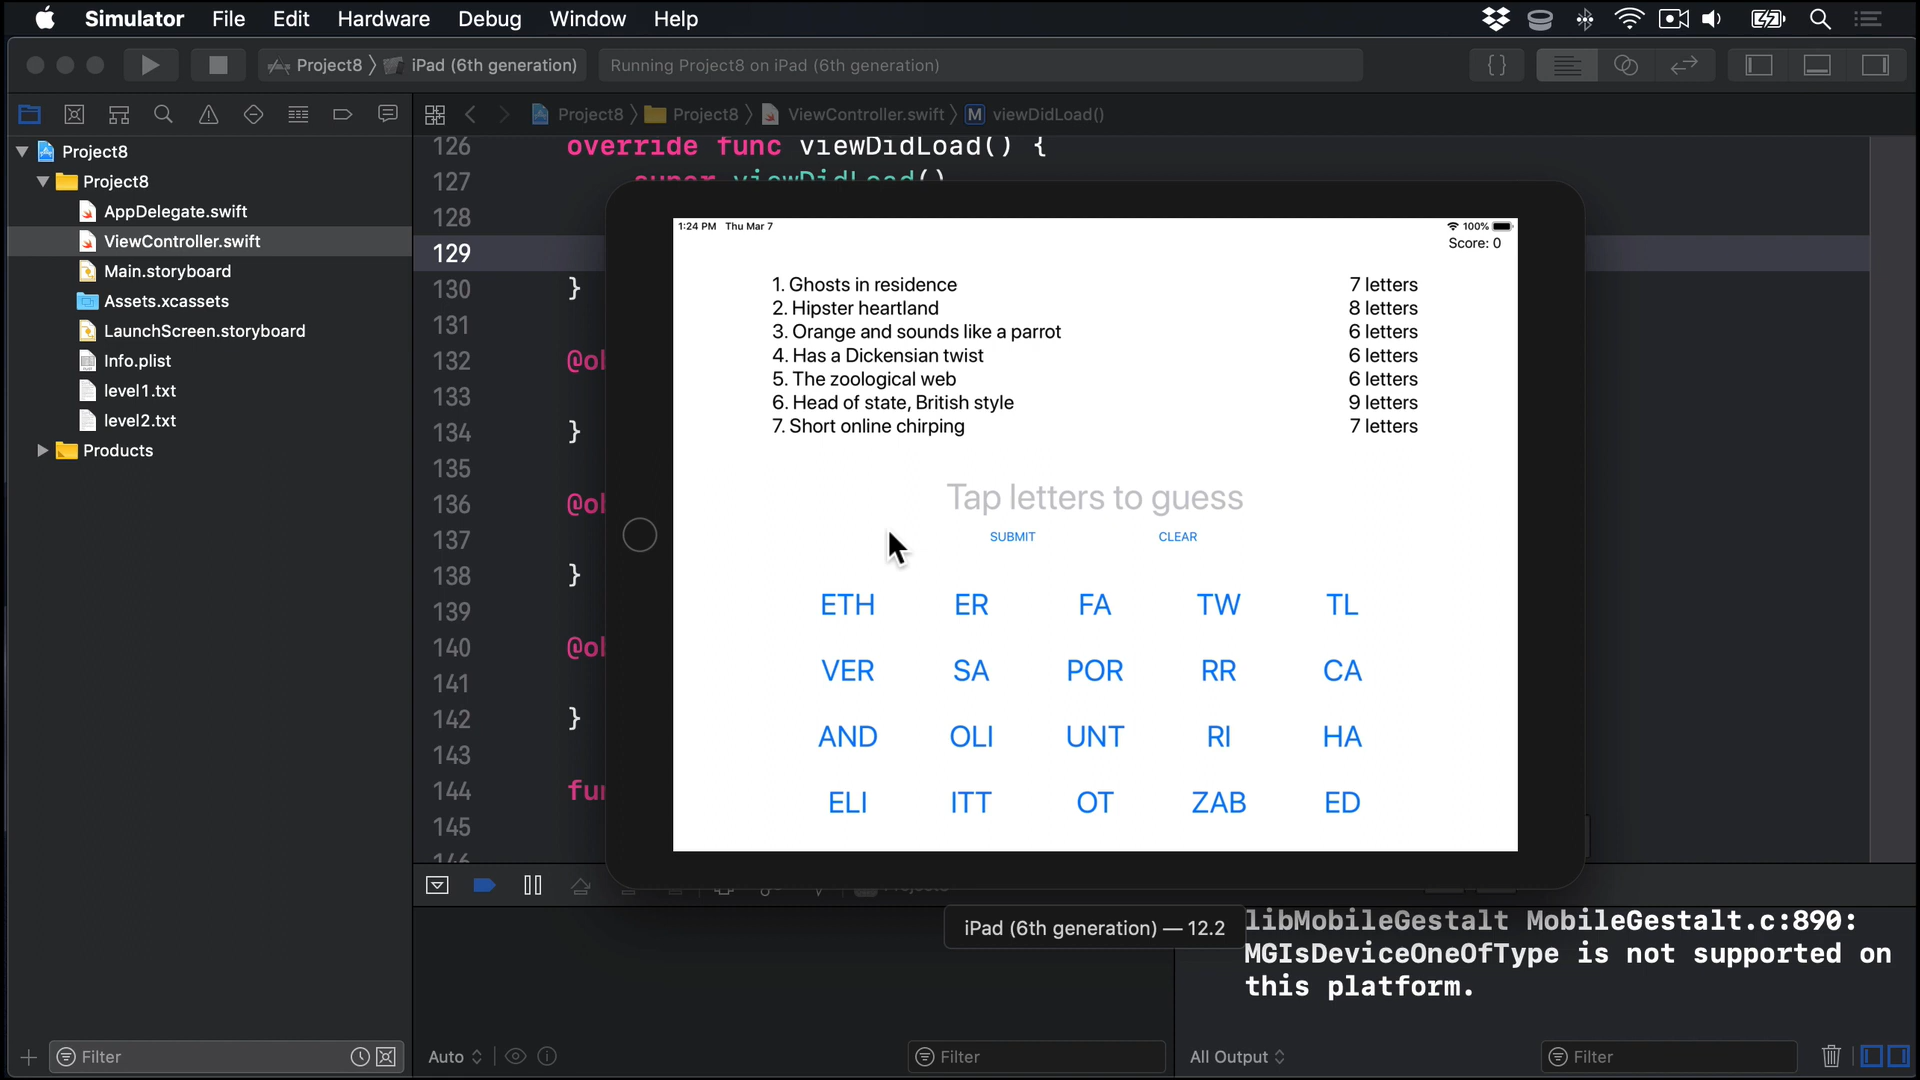 Simulator File Edit Hardware Debug Window Help
Project8 iPad (6th generation) Running Project8 on iPad (6th generation) {}
Project8 Project8 ViewController.swift M viewDidLoad()
Project8
Project8
AppDelegate.swift
ViewController.swift
Main.storyboard
Assets.xcassets
LaunchScreen.storyboard
Info.plist
level1.txt
level2.txt
Products
126 override func viewDidLoad() {
127 super.viewDidLoad()
128
129
130 }
131
132 @ob
133
134 }
135
136 @ob
137
138 }
139
140 @ob
141
142 }
143
144 fun
145
146
1:24 PM Thu Mar 7 100%
Score: 0
1. Ghosts in residence 7 letters
2. Hipster heartland 8 letters
3. Orange and sounds like a parrot 6 letters
4. Has a Dickensian twist 6 letters
5. The zoological web 6 letters
6. Head of state, British style 9 letters
7. Short online chirping 7 letters
Tap letters to guess
SUBMIT CLEAR
ETH ER FA TW TL
VER SA POR RR CA
AND OLI UNT RI HA
ELI ITT OT ZAB ED
iPad (6th generation) — 12.2
libMobileGestalt MobileGestalt.c:890:
MGIsDeviceOneOfType is not supported on
this platform.
Filter Auto Filter All Output Filter